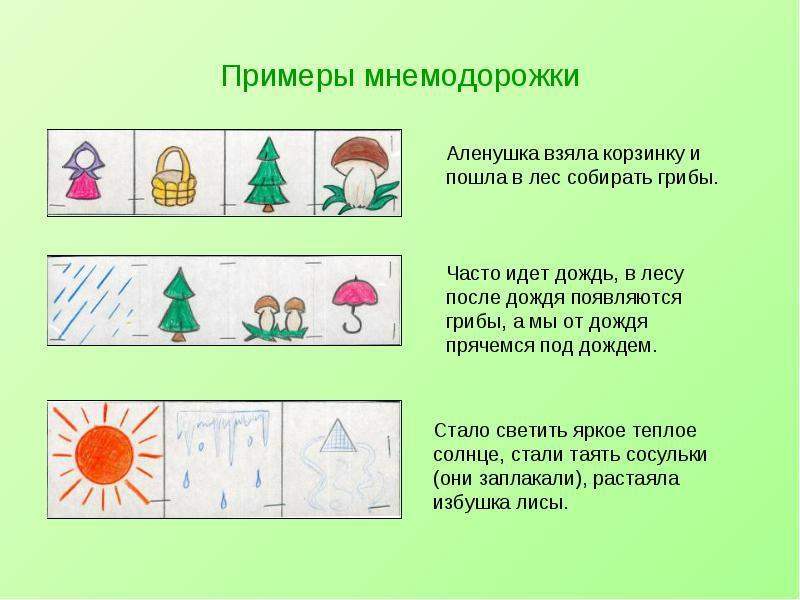 Примеры мнемодорожки
Аленушка взяла корзинку и
пошла в лес собирать грибы.
Часто идет дождь, в лесу
после дождя появляются
грибы, а мы от дождя
прячемся под дождем.
Стало светить яркое теплое
солнце, стали таять сосульки
(они заплакали), растаяла
избушка лисы.